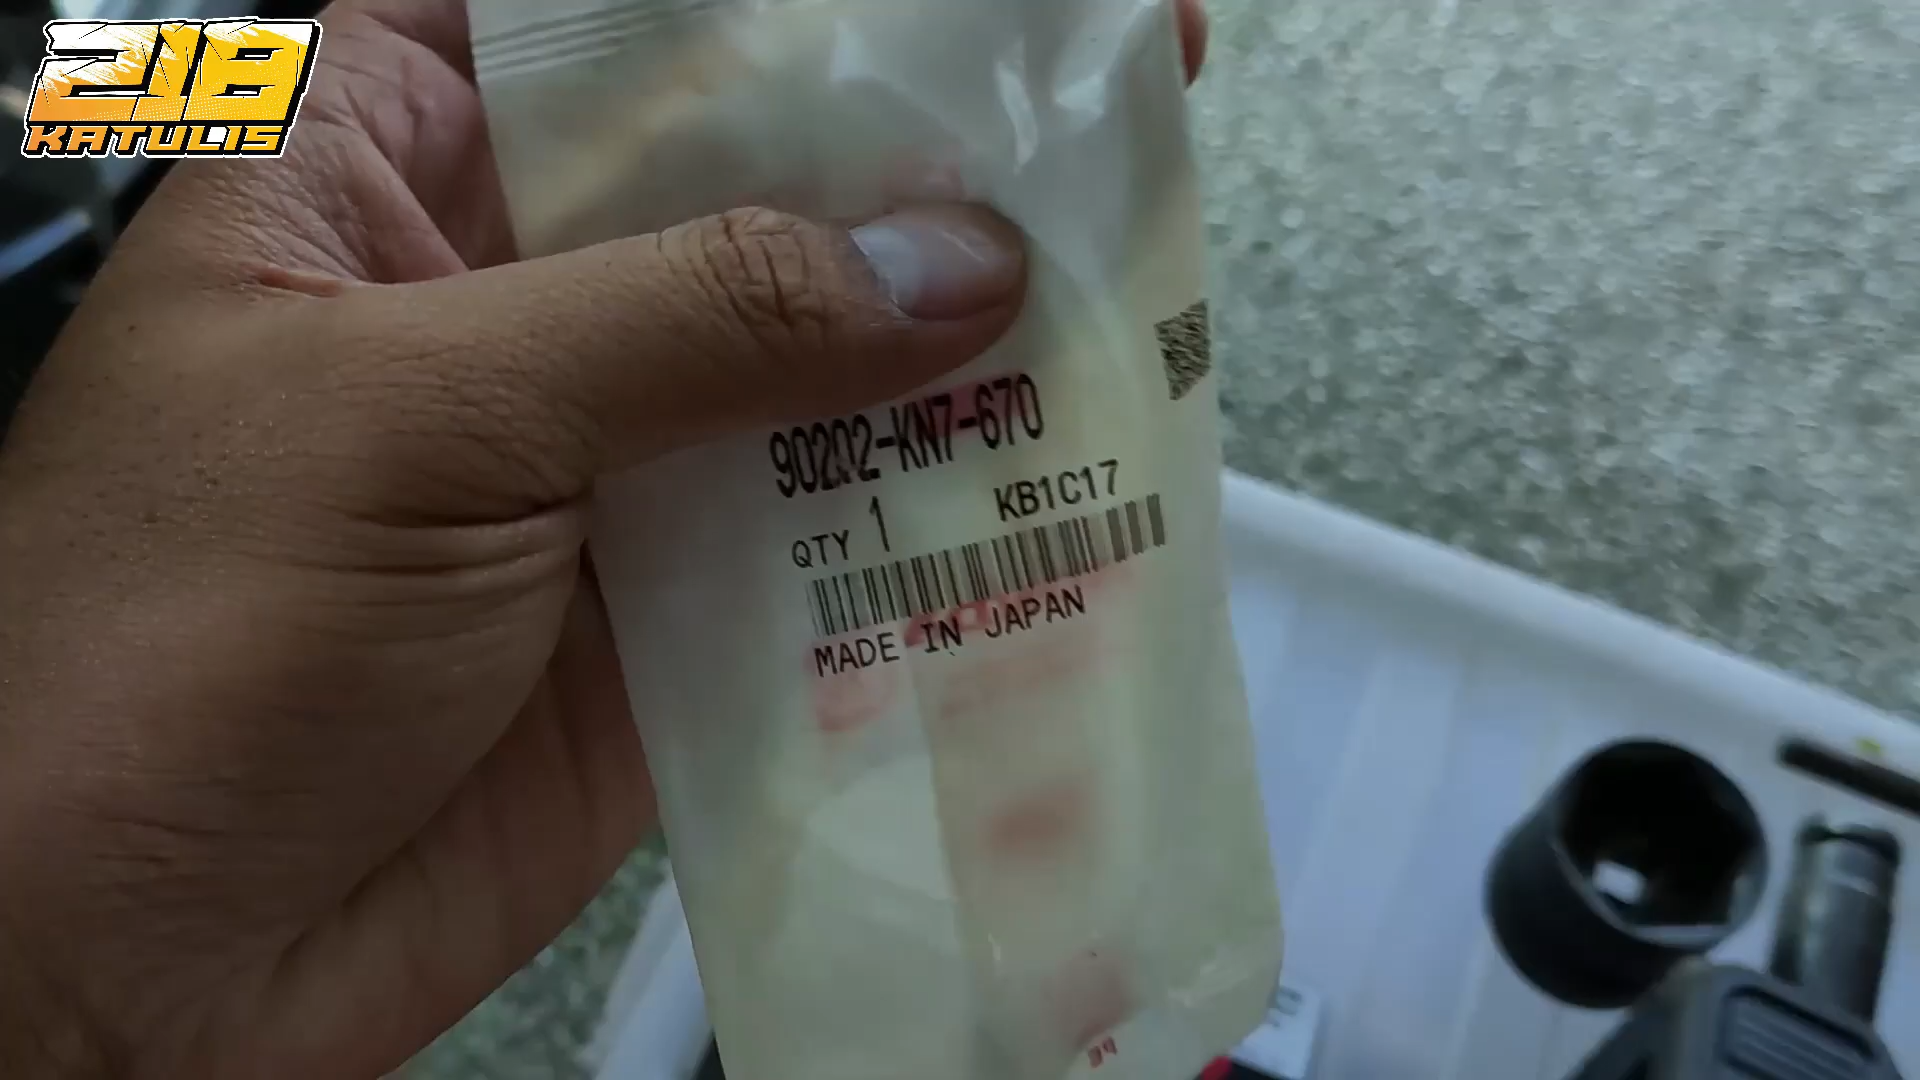 218
KATULIS
90202-KN7-670
QTY 1 KB1C17
MADE IN JAPAN